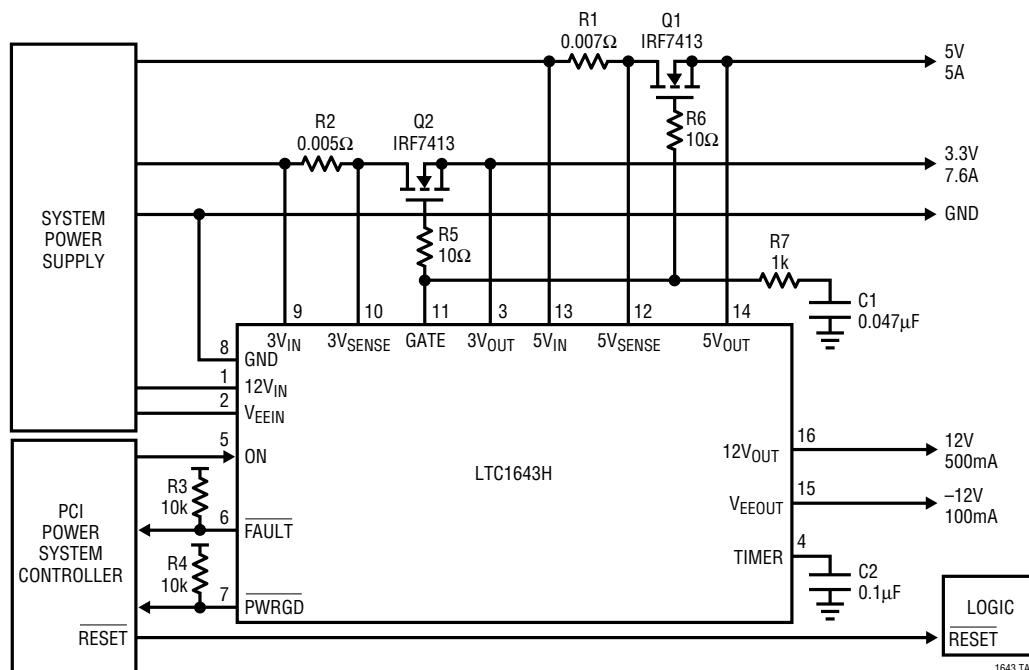 R1
0.007Ω
Q1
IRF7413
5V
5A
R6
10Ω
R2
0.005Ω
Q2
IRF7413
3.3V
7.6A
SYSTEM
POWER
SUPPLY
GND
R5
10Ω
R7
1k
C1
0.047µF
9
10
11
3
13
12
14
3VIN
3VSENSE
GATE
3VOUT
5VIN
5VSENSE
5VOUT
8
GND
1
12VIN
2
VEEIN
5
ON
LTC1643H
12VOUT
16
12V
500mA
VEEOUT
15
–12V
100mA
R3
10k
6
FAULT
PCI
POWER
SYSTEM
CONTROLLER
R4
10k
7
PWRGD
TIMER
4
C2
0.1µF
RESET
LOGIC
RESET
1643 TA